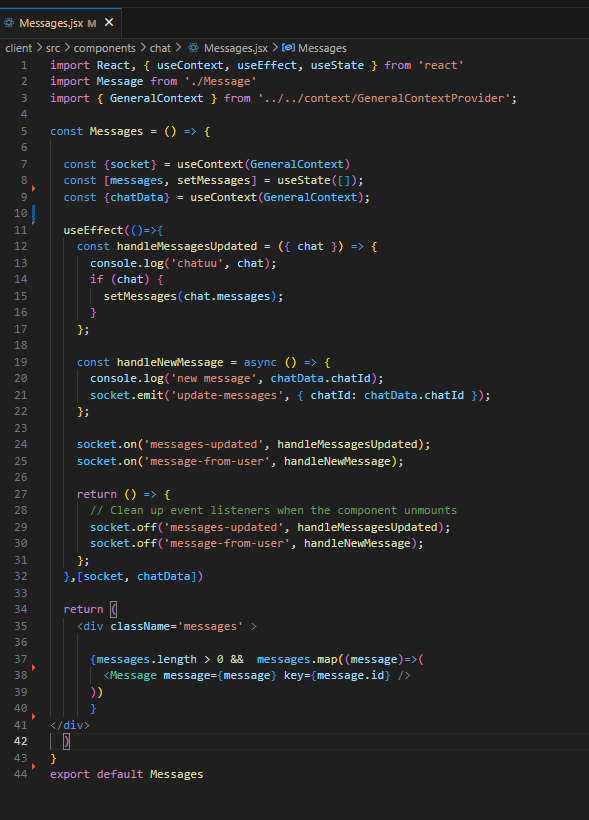 Messages.jsx M ×
client > src > components > chat > Messages.jsx > Messages
1 import React, { useContext, useEffect, useState } from 'react'
2 import Message from './Message'
3 import { GeneralContext } from '../../context/GeneralContextProvider';
4
5 const Messages = () => {
6
7 const {socket} = useContext(GeneralContext)
8 const [messages, setMessages] = useState([]);
9 const {chatData} = useContext(GeneralContext);
10
11 useEffect(()=>{
12 const handleMessagesUpdated = ({ chat }) => {
13 console.log('chatuu', chat);
14 if (chat) {
15 setMessages(chat.messages);
16 }
17 };
18
19 const handleNewMessage = async () => {
20 console.log('new message', chatData.chatId);
21 socket.emit('update-messages', { chatId: chatData.chatId });
22 };
23
24 socket.on('messages-updated', handleMessagesUpdated);
25 socket.on('message-from-user', handleNewMessage);
26
27 return () => {
28 // Clean up event listeners when the component unmounts
29 socket.off('messages-updated', handleMessagesUpdated);
30 socket.off('message-from-user', handleNewMessage);
31 };
32 },[socket, chatData])
33
34 return (
35 <div className='messages' >
36
37 {messages.length > 0 &&  messages.map((message)=>(
38 <Message message={message} key={message.id} />
39 ))
40 }
41 </div>
42 )
43 }
44 export default Messages